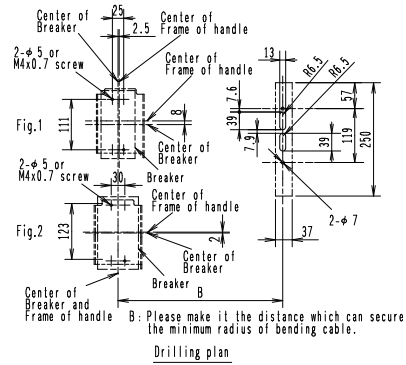 Center of
Breaker
25
2.5
Center of
Frame of handle
2-φ5 or
M4x0.7 screw
Center of
Frame of handle
Fig.1
111
8
Center of
Breaker
Breaker
2-φ5 or
M4x0.7 screw
30
Center of
Frame of handle
Fig.2
123
2
Center of
Breaker
Breaker
Center of
Breaker and
Frame of handle
B
13
R6.5
R6.5
7.6
39
7.9
39
57
119
250
2-φ7
37
B: Please make it the distance which can secure
the minimum radius of bending cable.
Drilling plan